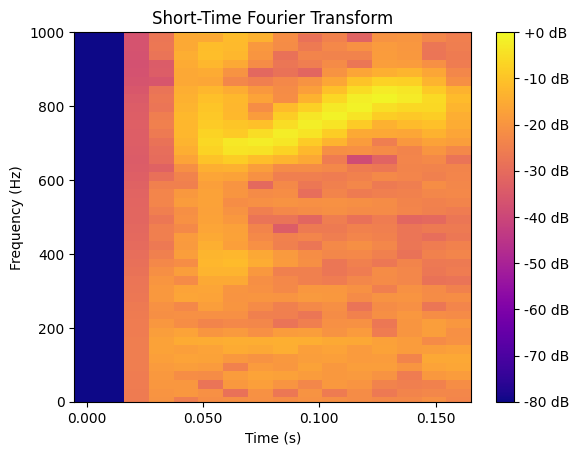 Short-Time Fourier Transform
1000
800
600
400
200
0
Frequency (Hz)
0.000
0.050
0.100
0.150
Time (s)
+0 dB
-10 dB
-20 dB
-30 dB
-40 dB
-50 dB
-60 dB
-70 dB
-80 dB